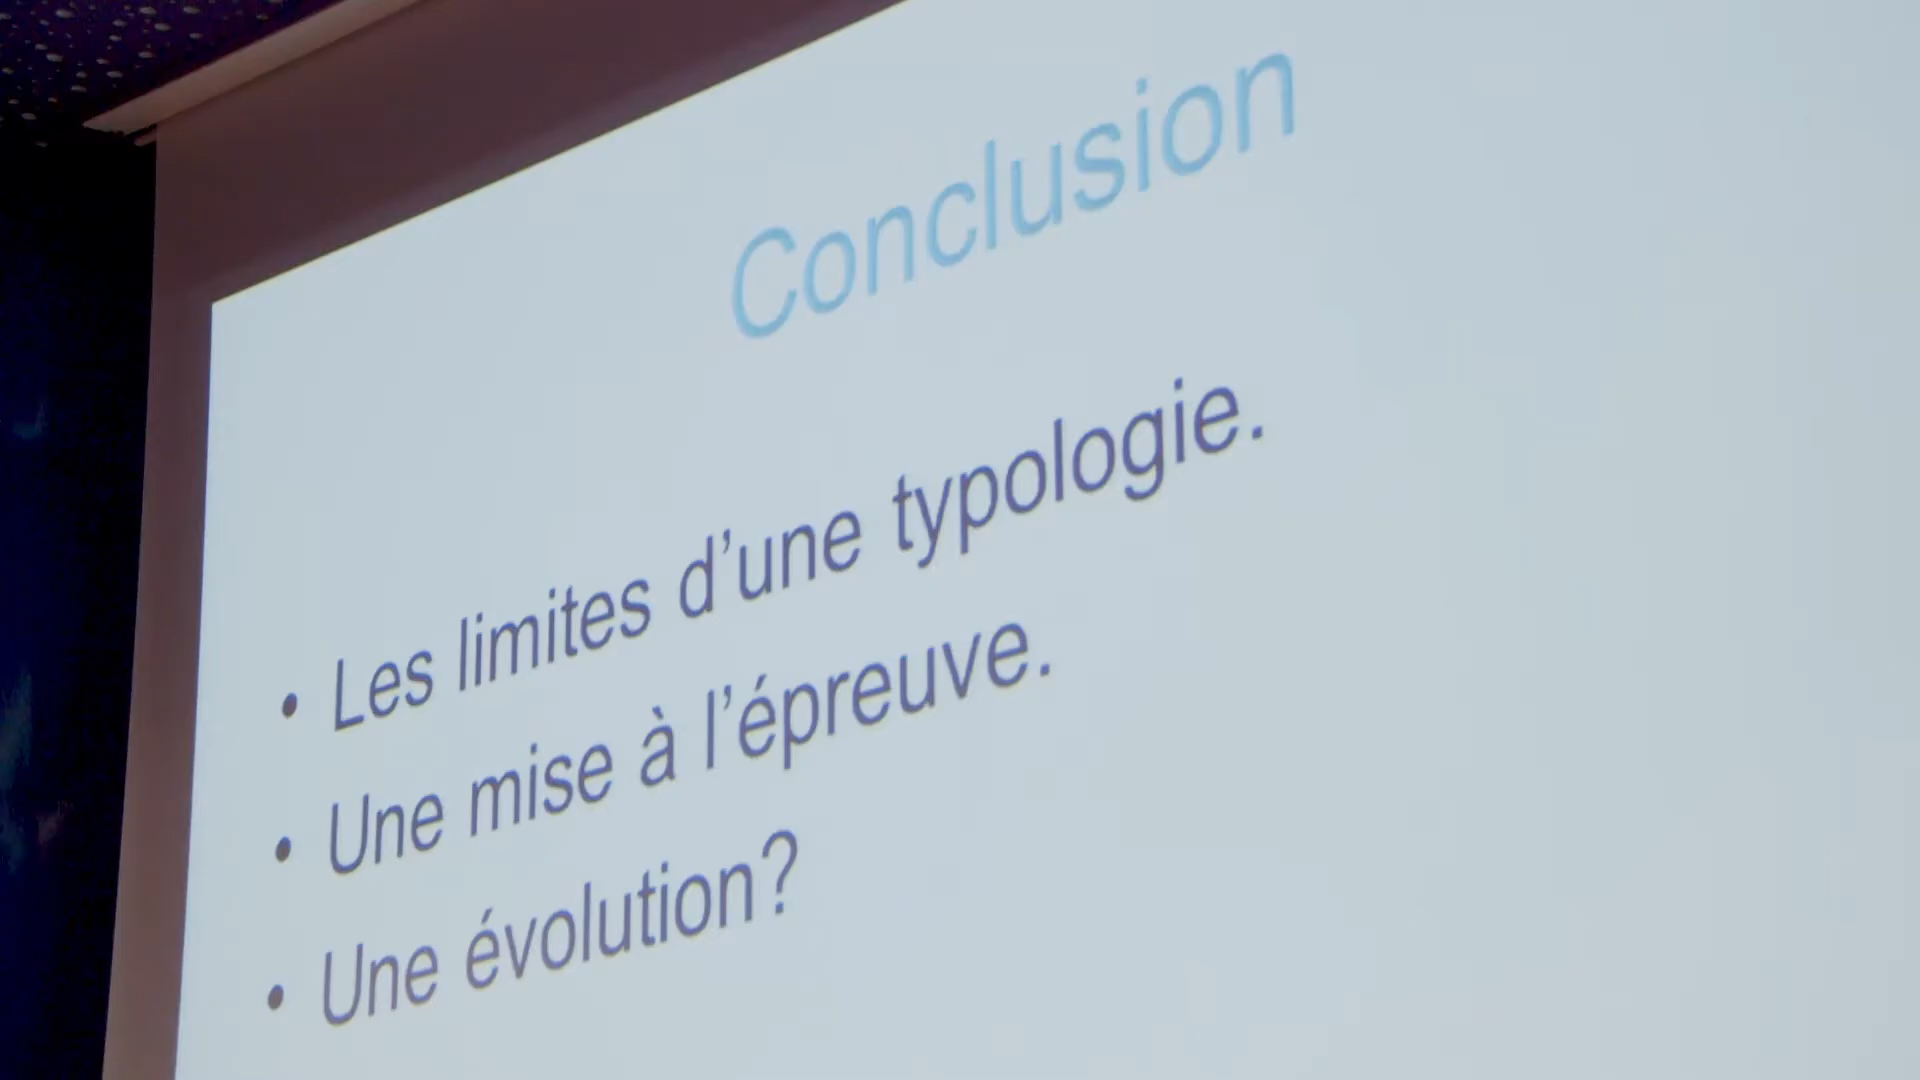 Conclusion
• Les limites d’une typologie.
• Une mise à l’épreuve.
• Une évolution?